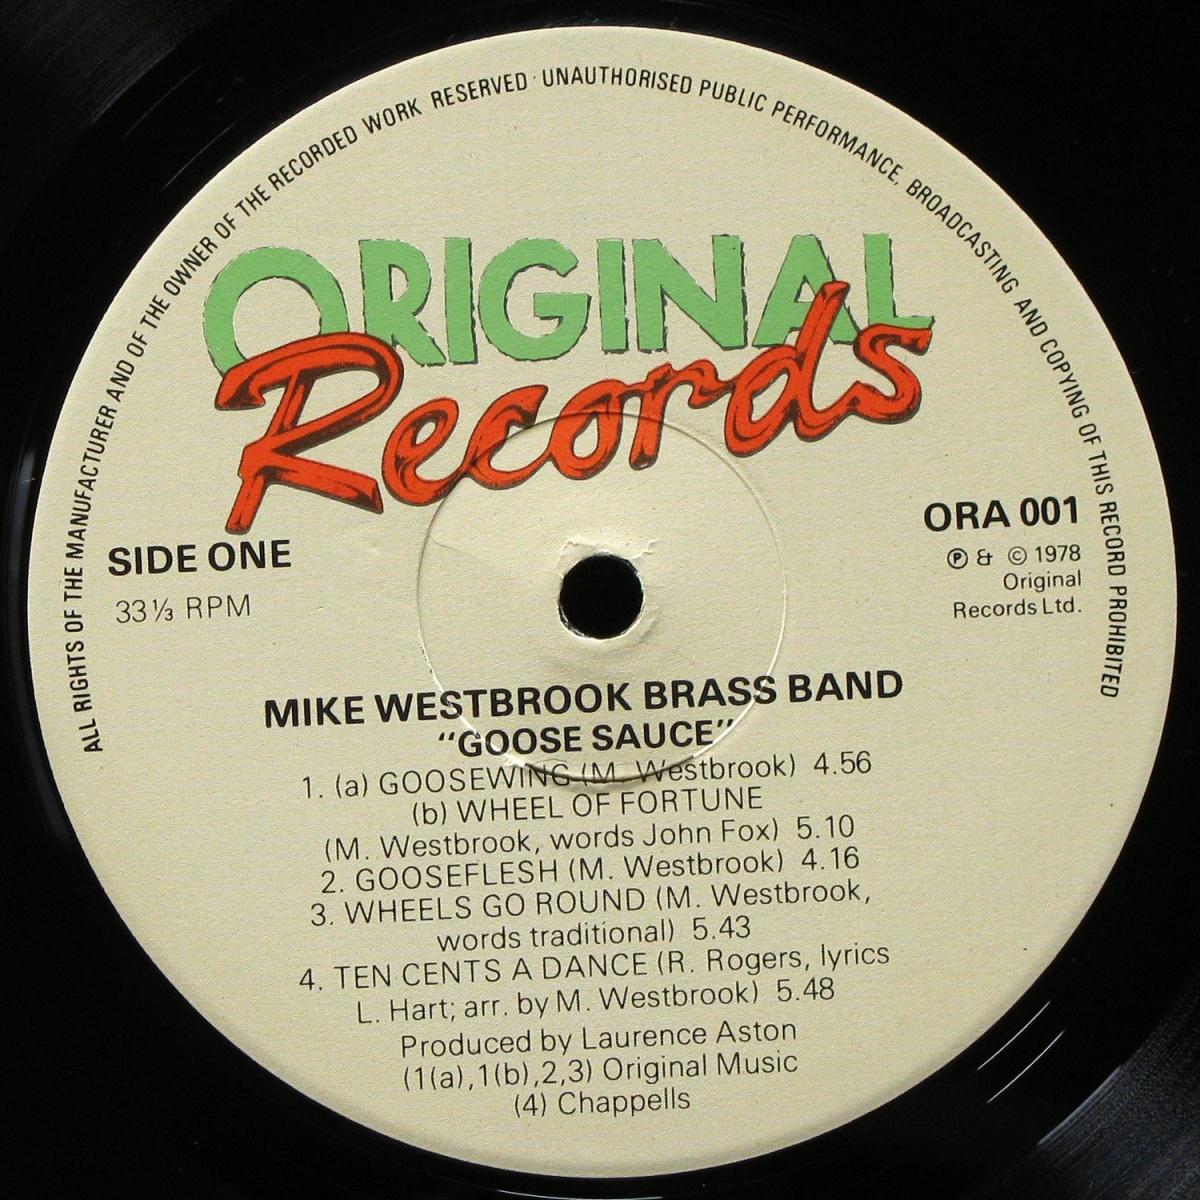 ALL RIGHTS OF THE MANUFACTURER AND OF THE OWNER OF THE RECORDED WORK RESERVED · UNAUTHORISED PUBLIC PERFORMANCE, BROADCASTING AND COPYING OF THIS RECORD PROHIBITED
ORIGINAL
Records
SIDE ONE
33⅓ RPM
ORA 001
℗ & © 1978
Original
Records Ltd.
MIKE WESTBROOK BRASS BAND
"GOOSE SAUCE"
1. (a) GOOSEWING (M. Westbrook) 4.56
(b) WHEEL OF FORTUNE
(M. Westbrook, words John Fox) 5.10
2. GOOSEFLESH (M. Westbrook) 4.16
3. WHEELS GO ROUND (M. Westbrook,
words traditional) 5.43
4. TEN CENTS A DANCE (R. Rogers, lyrics
L. Hart; arr. by M. Westbrook) 5.48
Produced by Laurence Aston
(1(a),1(b),2,3) Original Music
(4) Chappells